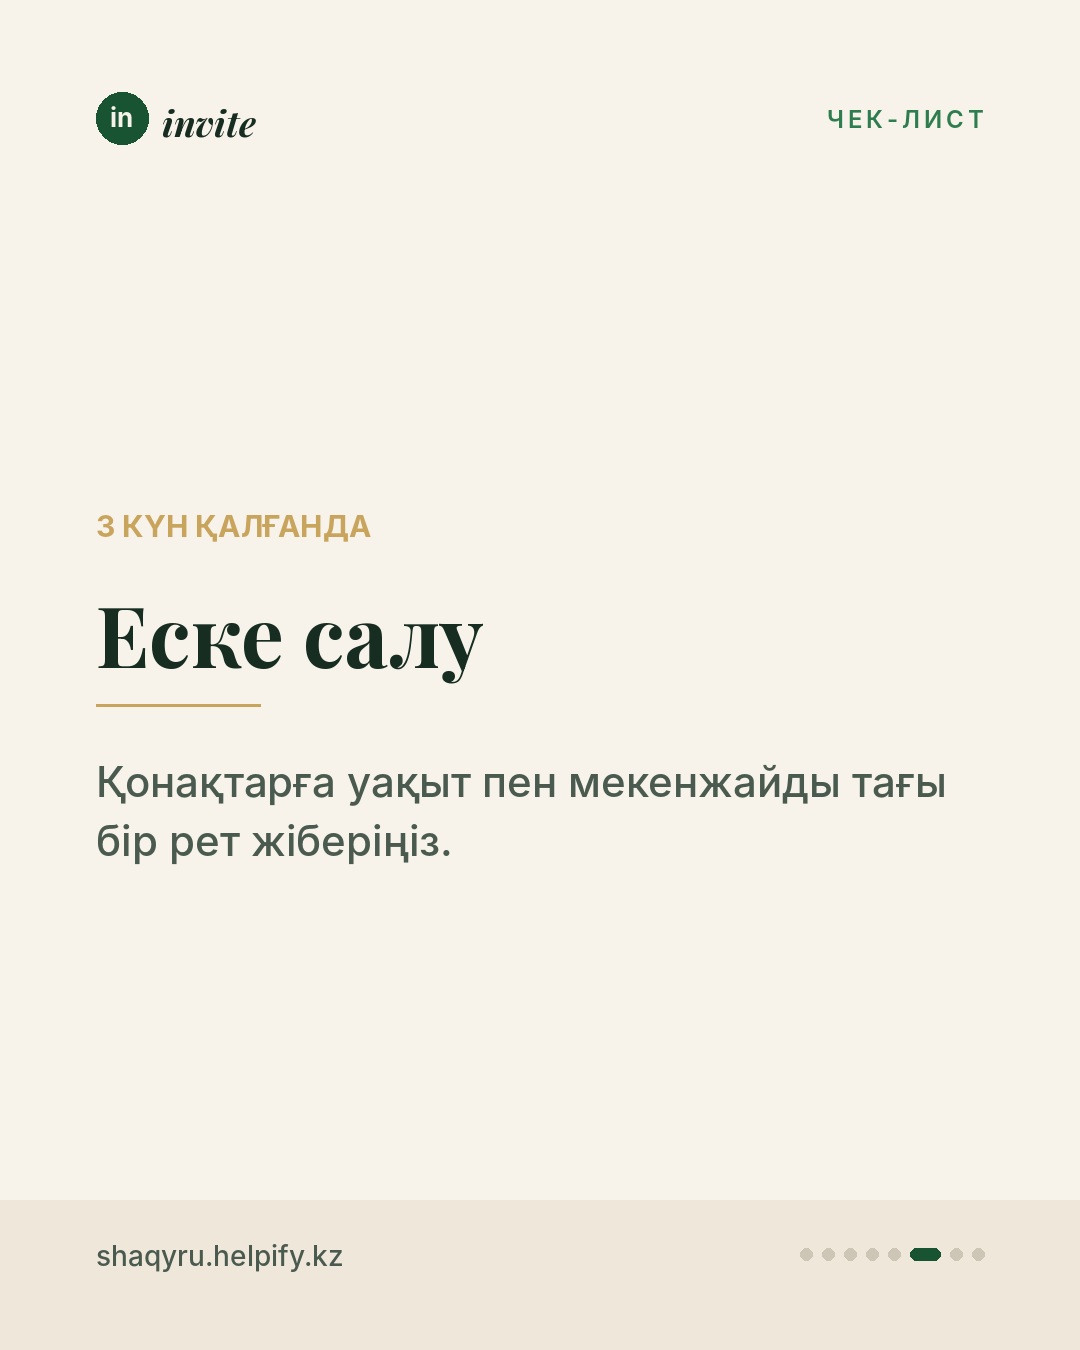 in invite
ЧЕК-ЛИСТ
3 КҮН ҚАЛҒАНДА
Еске салу
Қонақтарға уақыт пен мекенжайды тағы
бір рет жіберіңіз.
shaqyru.helpify.kz